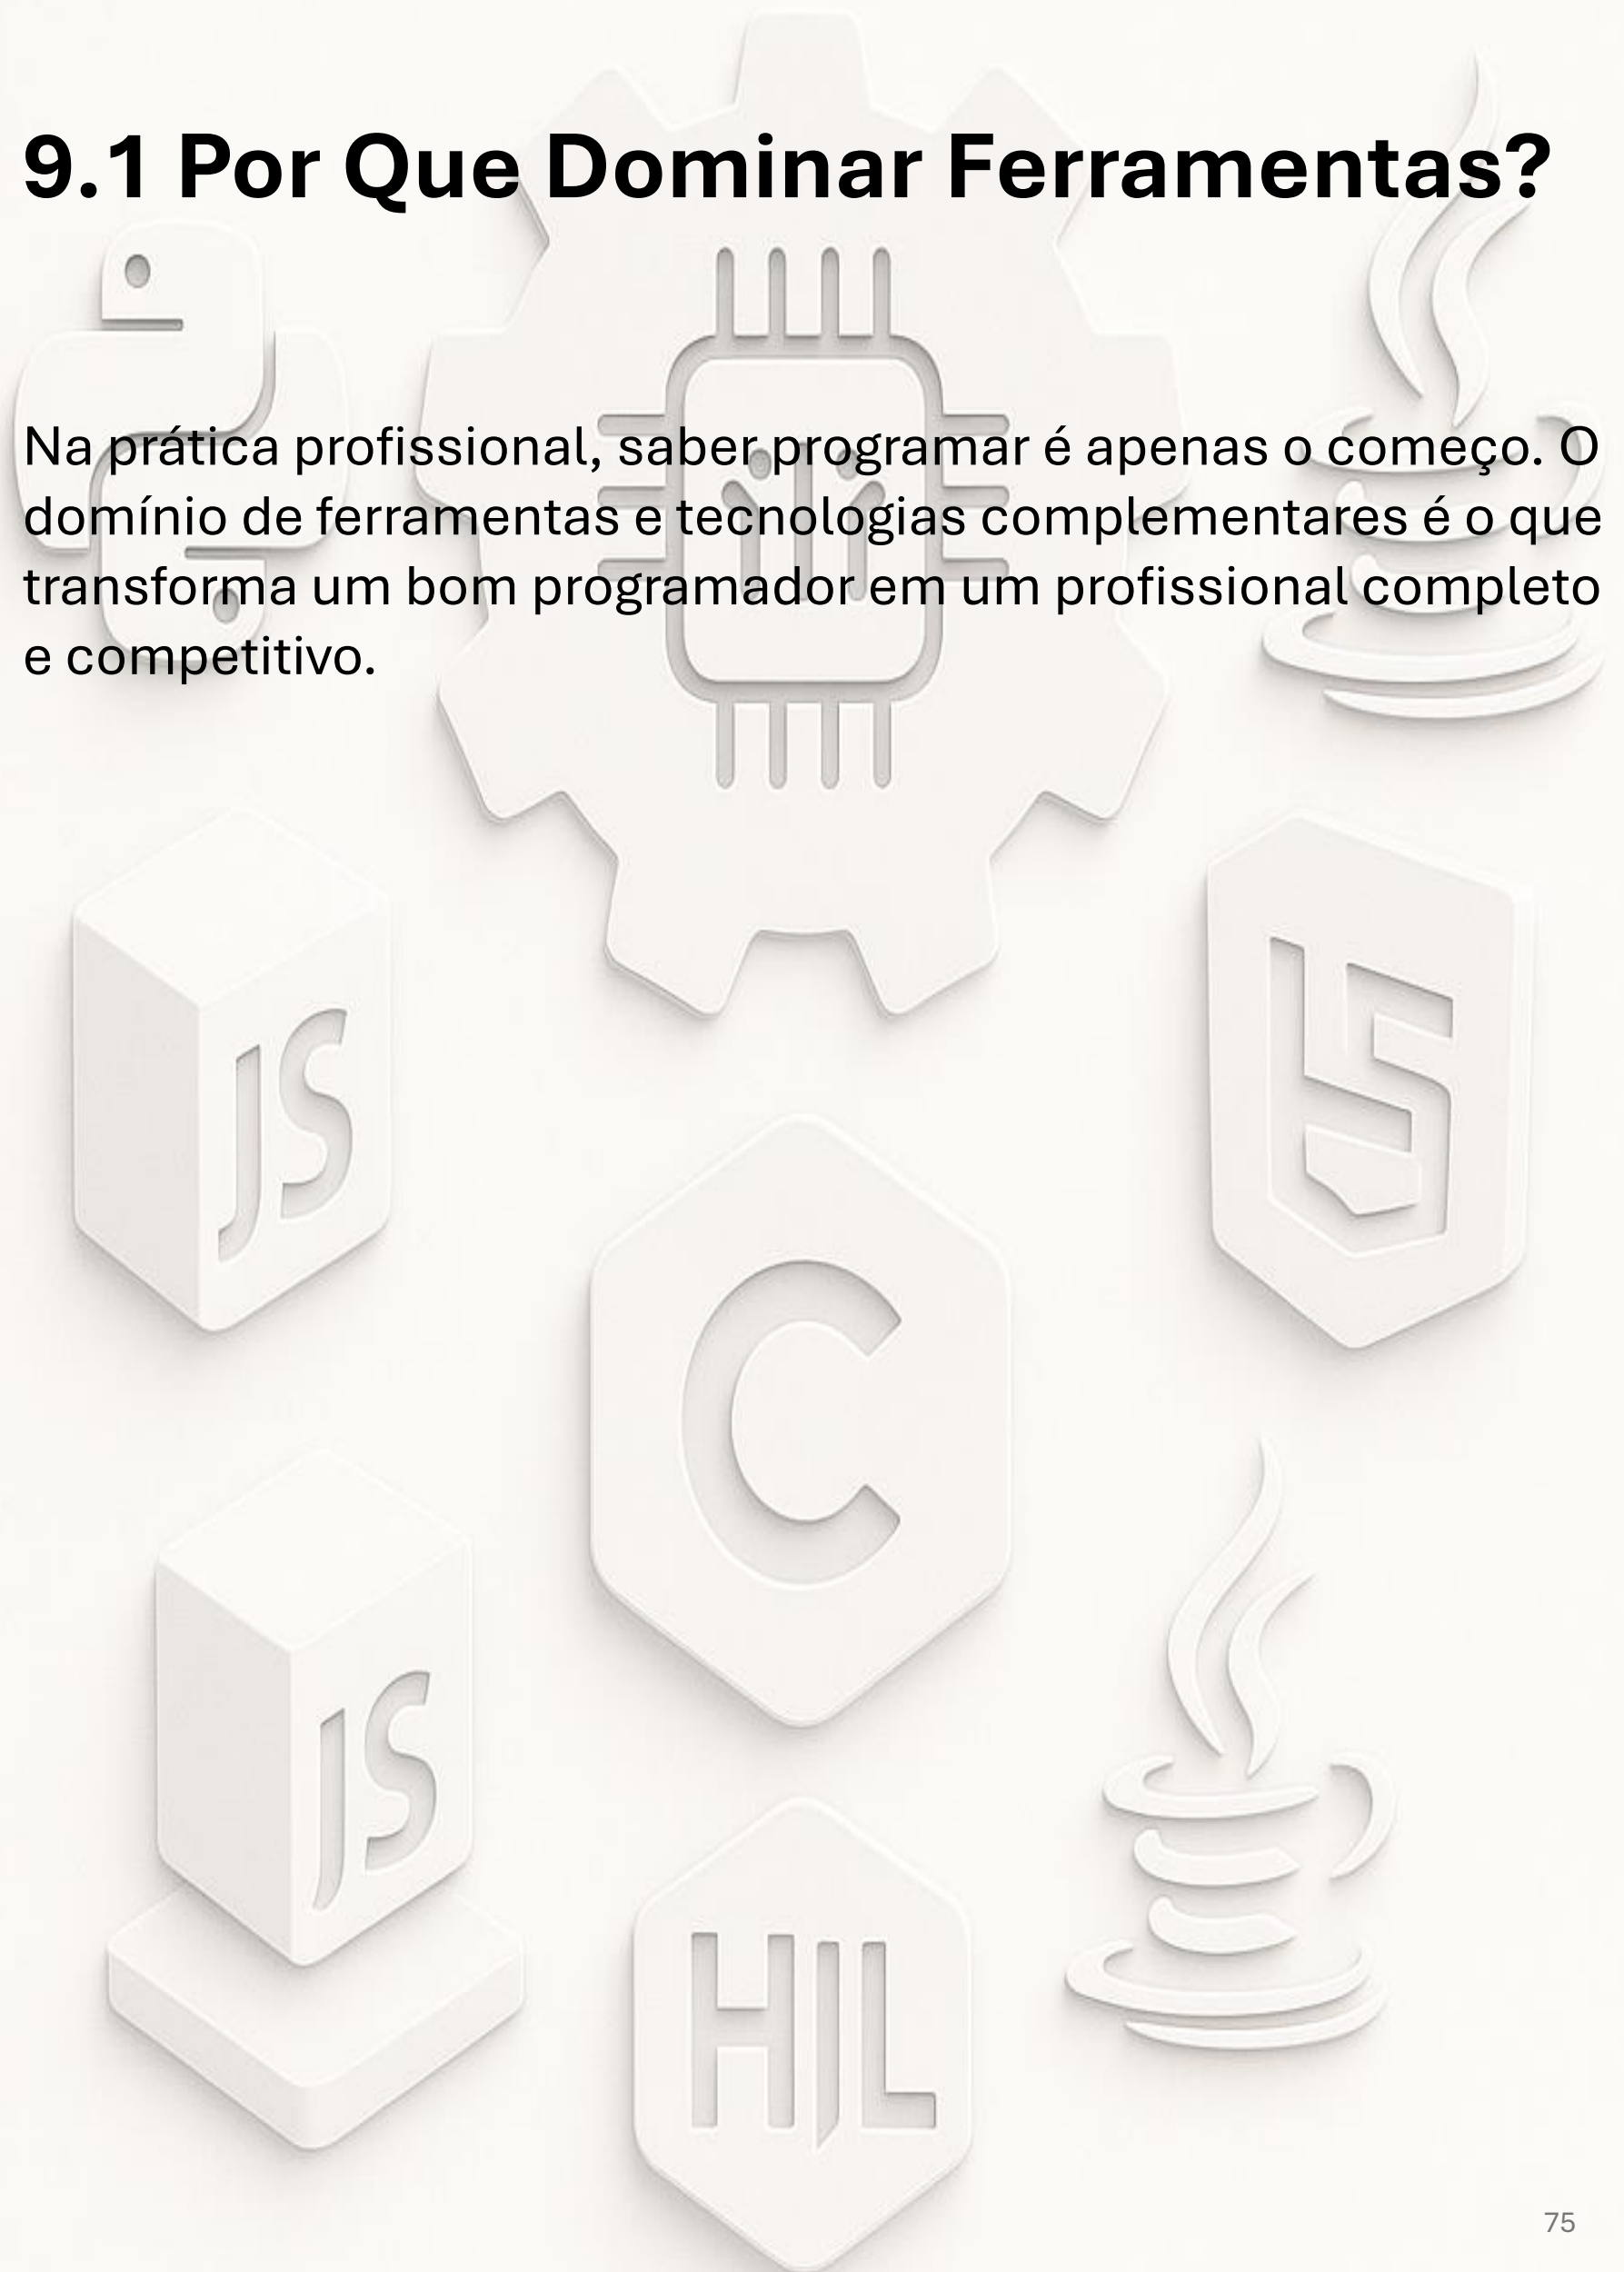 9.1 Por Que Dominar Ferramentas?
Na prática profissional, saber programar é apenas o começo. O
domínio de ferramentas e tecnologias complementares é o que
transforma um bom programador em um profissional completo
e competitivo.
JS
5
C
JS
HJL
75